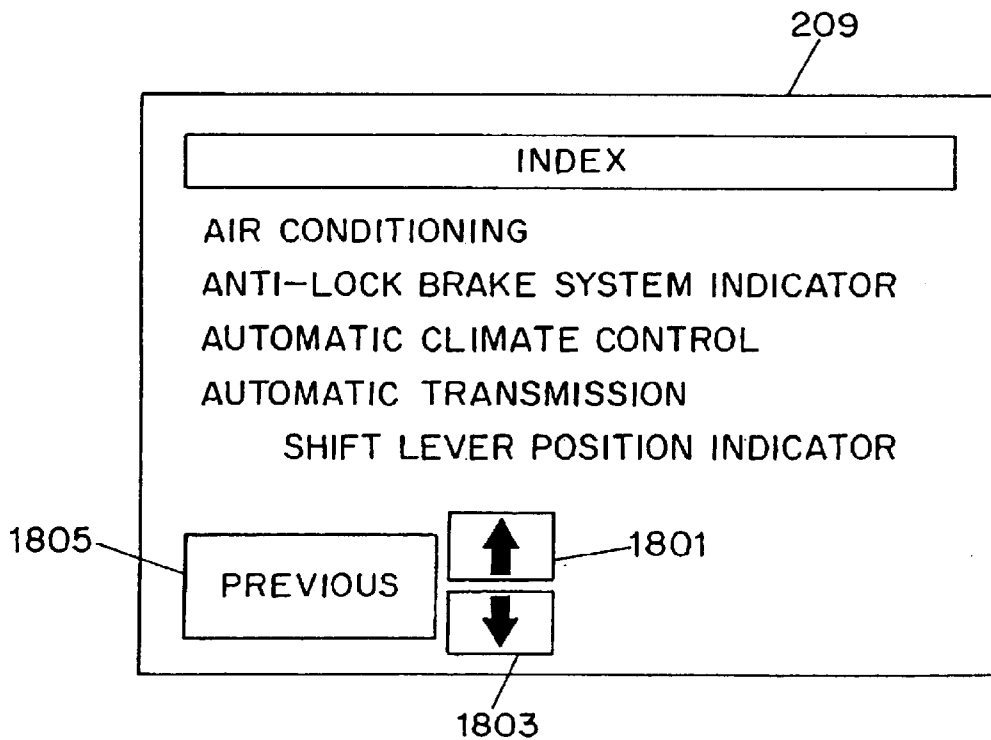 209
INDEX
AIR CONDITIONING
ANTI-LOCK BRAKE SYSTEM INDICATOR
AUTOMATIC CLIMATE CONTROL
AUTOMATIC TRANSMISSION
SHIFT LEVER POSITION INDICATOR
1805
PREVIOUS
1801
1803